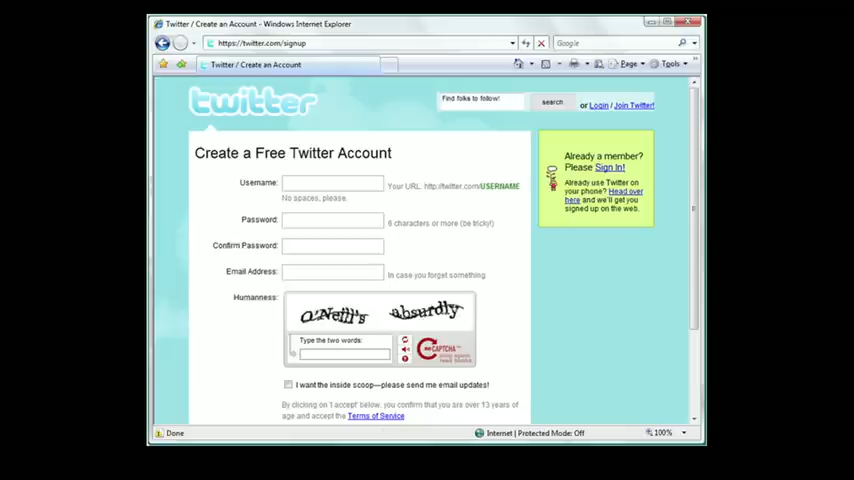 Twitter / Create an Account - Windows Internet Explorer
https://twitter.com/signup
Google
Twitter / Create an Account
Page
Tools
twitter
Find folks to follow!
search
or Login / Join Twitter!
Create a Free Twitter Account
Already a member?
Please Sign In!
Already use Twitter on
your phone? Head over
here and we'll get you
signed up on the web.
Username:
Your URL: http://twitter.com/USERNAME
No spaces, please.
Password:
6 characters or more (be tricky!)
Confirm Password:
Email Address:
In case you forget something
Humanness:
O'Neill's absurdly
Type the two words:
reCAPTCHA™
stop spam.
read books.
I want the inside scoop—please send me email updates!
By clicking on 'I accept' below, you confirm that you are over 13 years of
age and accept the Terms of Service
Done
Internet | Protected Mode: Off
100%